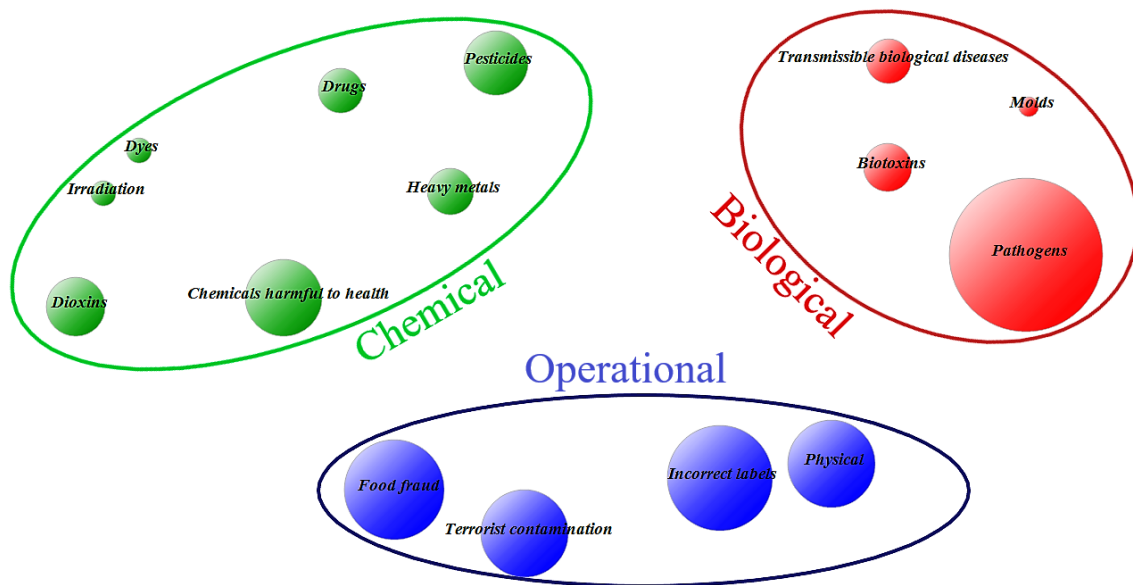 Pesticides
Drugs
Dyes
Irradiation
Heavy metals
Dioxins
Chemicals harmful to health
Chemical
Transmissible biological diseases
Molds
Biotoxins
Pathogens
Biological
Operational
Food fraud
Terrorist contamination
Incorrect labels
Physical